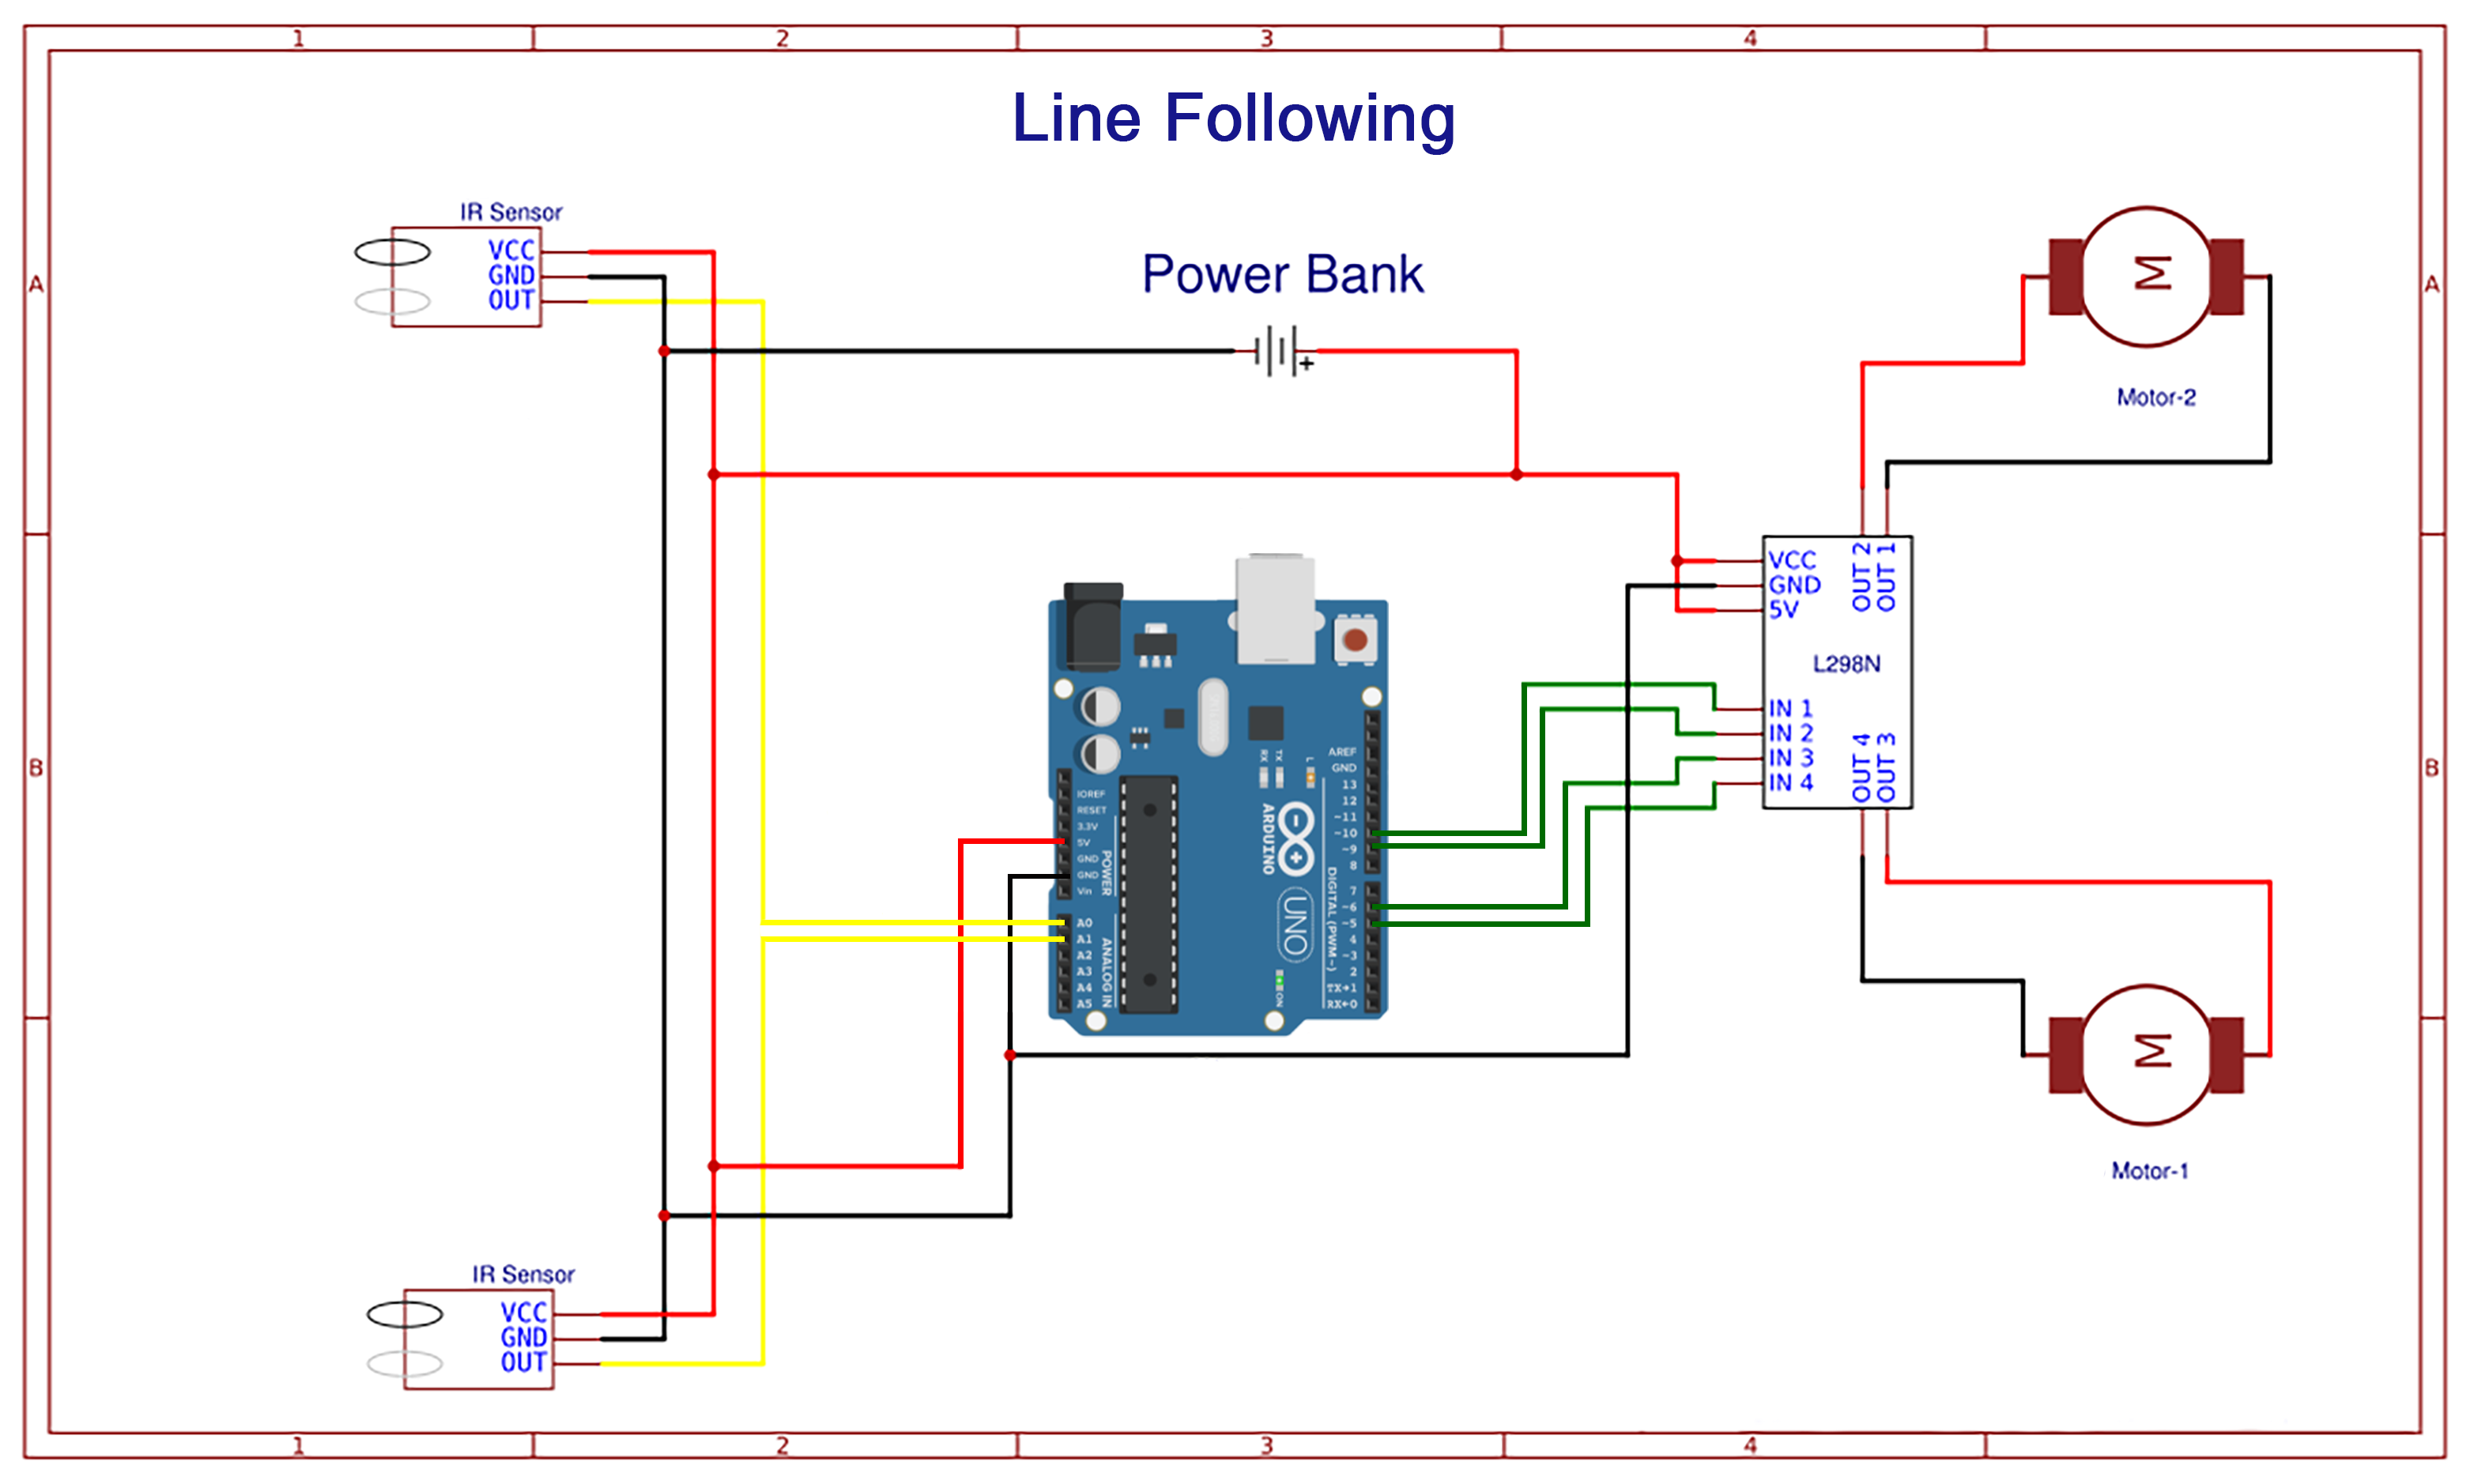 1 2 3 4
Line Following
IR Sensor
VCC
GND
OUT
A
A
Power Bank
+
M
Motor-2
VCC
GND
5V
OUT 2
OUT 1
L298N
IN 1
IN 2
IN 3
IN 4
OUT 4
OUT 3
B
B
IOREF
RESET
3.3V
5V
GND
GND
Vin
POWER
A0
A1
A2
A3
A4
A5
ANALOG IN
RX
TX
L
ARDUINO
UNO
ON
AREF
GND
13
12
~11
~10
~9
8
7
~6
~5
4
~3
2
TX→1
RX←0
DIGITAL (PWM~)
M
Motor-1
IR Sensor
VCC
GND
OUT
1 2 3 4